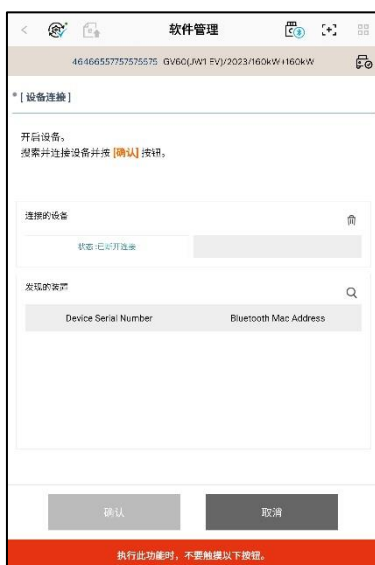 软件管理
46466557757575575 GV60(JW1 EV)/2023/160kW+160kW
* [ 设备连接 ]
开启设备。
搜索并连接设备并按 [确认] 按钮。
连接的设备
状态:已断开连接
发现的装置
Device Serial Number Bluetooth Mac Address
确认 取消
执行此功能时，不要触摸以下按钮。